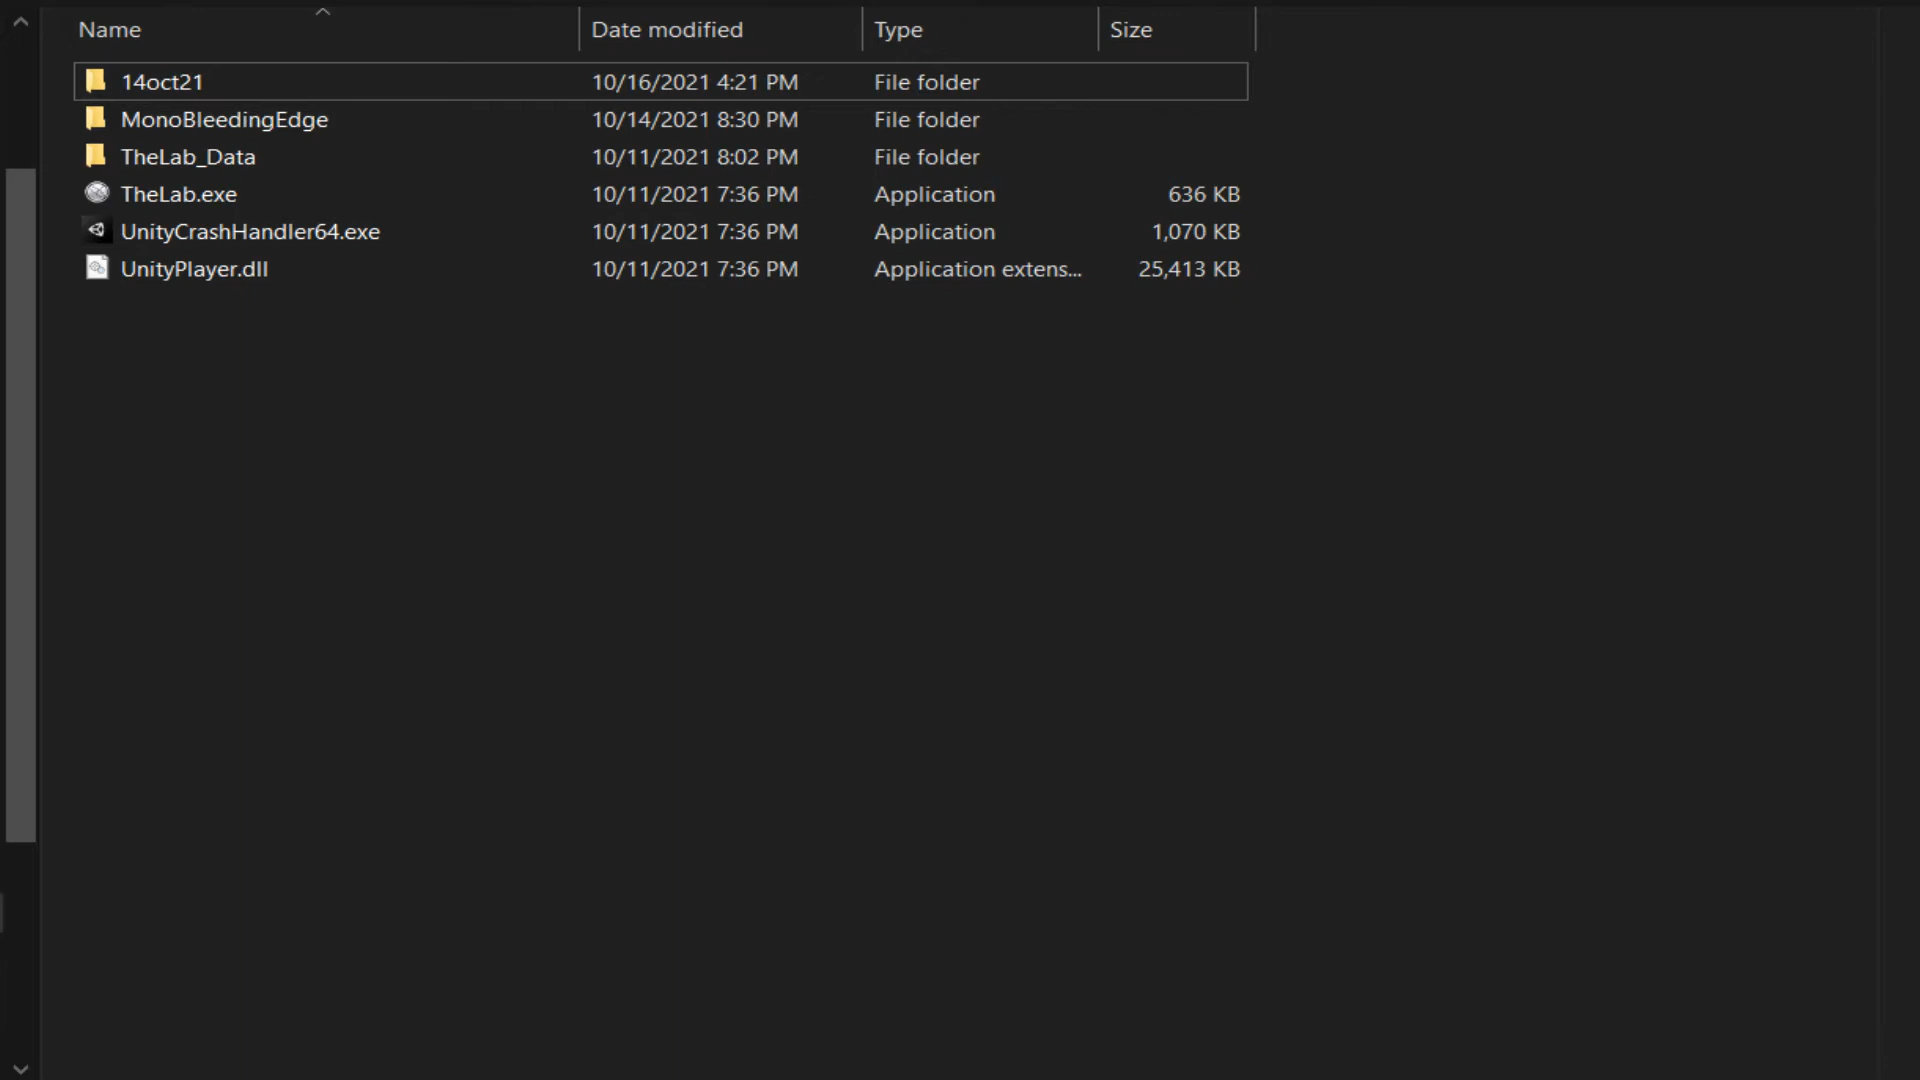 Name Date modified Type Size
14oct21 10/16/2021 4:21 PM File folder
MonoBleedingEdge 10/14/2021 8:30 PM File folder
TheLab_Data 10/11/2021 8:02 PM File folder
TheLab.exe 10/11/2021 7:36 PM Application 636 KB
UnityCrashHandler64.exe 10/11/2021 7:36 PM Application 1,070 KB
UnityPlayer.dll 10/11/2021 7:36 PM Application extens... 25,413 KB